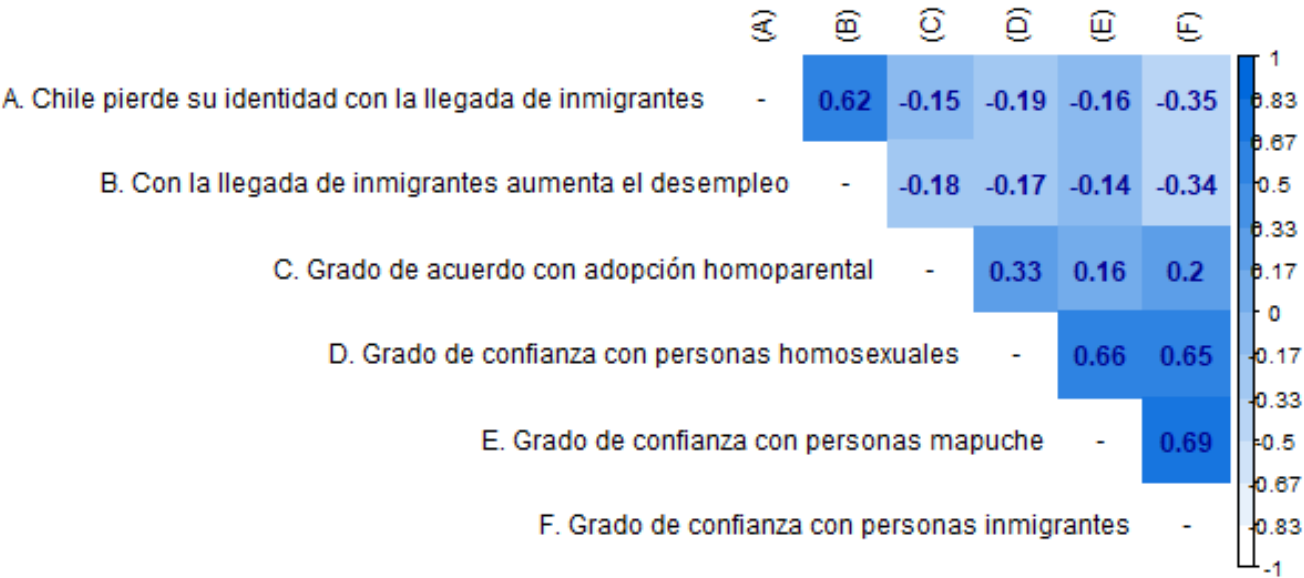 (A) (B) (C) (D) (E) (F)
A. Chile pierde su identidad con la llegada de inmigrantes - 0.62 -0.15 -0.19 -0.16 -0.35
B. Con la llegada de inmigrantes aumenta el desempleo - -0.18 -0.17 -0.14 -0.34
C. Grado de acuerdo con adopción homoparental - 0.33 0.16 0.2
D. Grado de confianza con personas homosexuales - 0.66 0.65
E. Grado de confianza con personas mapuche - 0.69
F. Grado de confianza con personas inmigrantes -
1
0.83
0.67
0.5
0.33
0.17
0
-0.17
-0.33
-0.5
-0.67
-0.83
-1